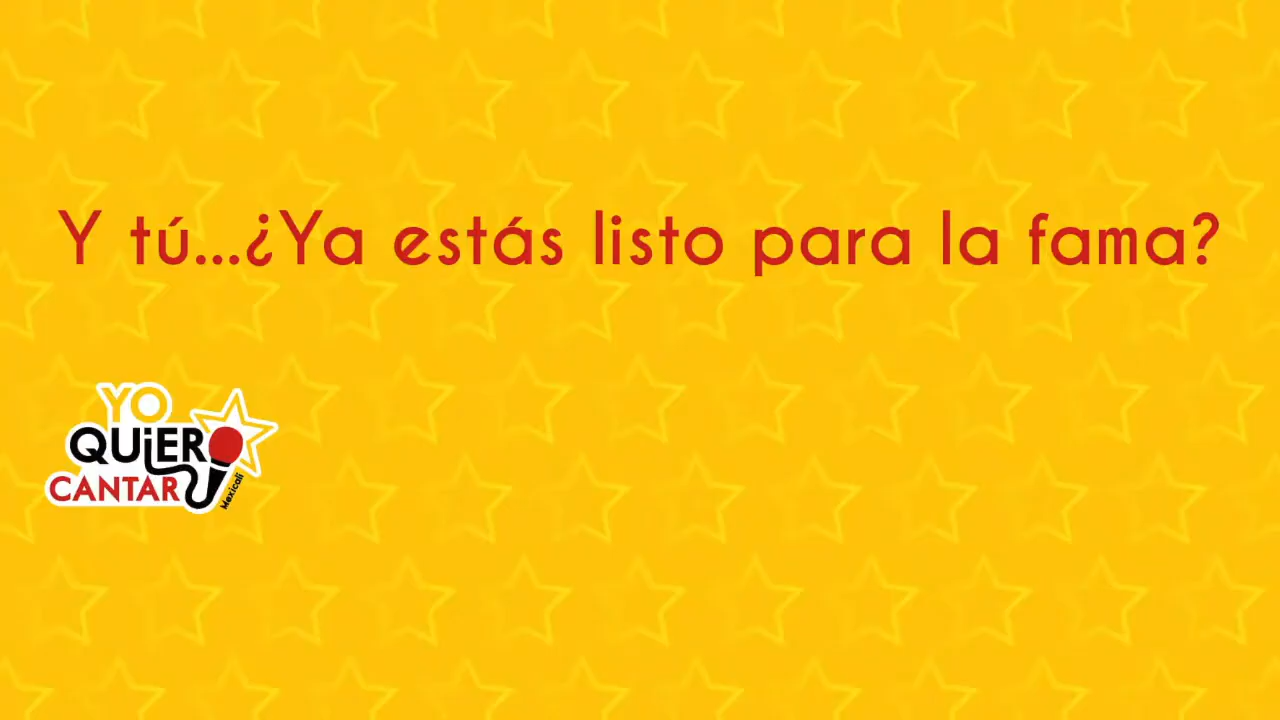 Y tú...¿Ya estás listo para la fama?
YO
QUiERO
CANTAR
Mexicali